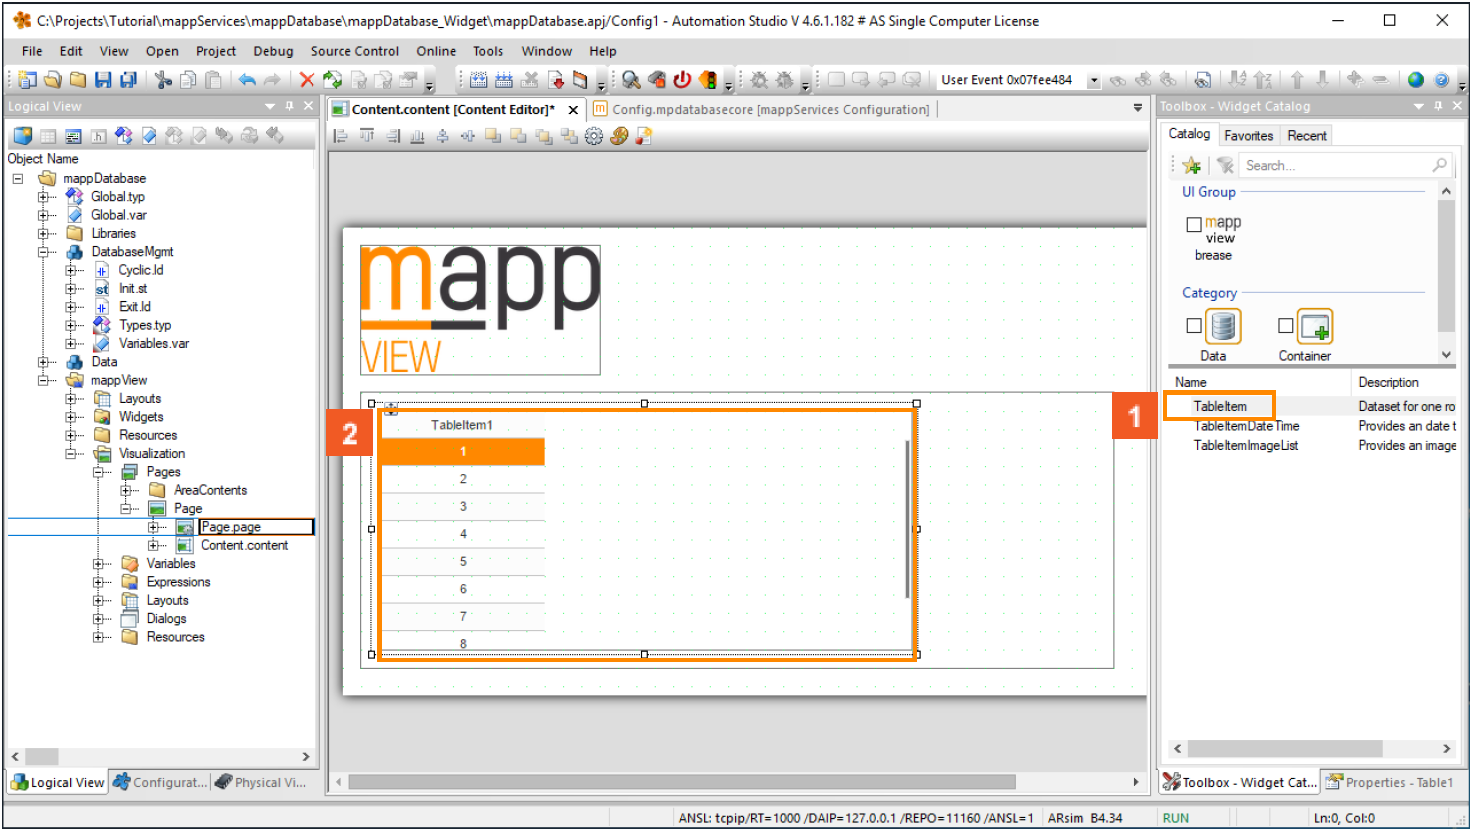 C:\Projects\Tutorial\mappServices\mappDatabase\mappDatabase_Widget\mappDatabase.apj/Config1 - Automation Studio V 4.6.1.182 # AS Single Computer License
File Edit View Open Project Debug Source Control Online Tools Window Help
User Event 0x07fee484
Logical View
Object Name
mappDatabase
Global.typ
Global.var
Libraries
DatabaseMgmt
Cyclic.ld
Init.st
Exit.ld
Types.typ
Variables.var
Data
mappView
Layouts
Widgets
Resources
Visualization
Pages
AreaContents
Page
Page.page
Content.content
Variables
Expressions
Layouts
Dialogs
Resources
Logical View Configurat... Physical Vi...
Content.content [Content Editor]* Config.mpdatabasecore [mappServices Configuration]
mapp
VIEW
2
TableItem1
1
2
3
4
5
6
7
8
Toolbox - Widget Catalog
Catalog Favorites Recent
Search...
UI Group
mapp
view
brease
Category
Data Container
Name Description
1
TableItem Dataset for one ro
TableItemDateTime Provides an date t
TableItemImageList Provides an image
Toolbox - Widget Cat... Properties - Table1
ANSL: tcpip/RT=1000 /DAIP=127.0.0.1 /REPO=11160 /ANSL=1 ARsim B4.34 RUN Ln:0, Col:0